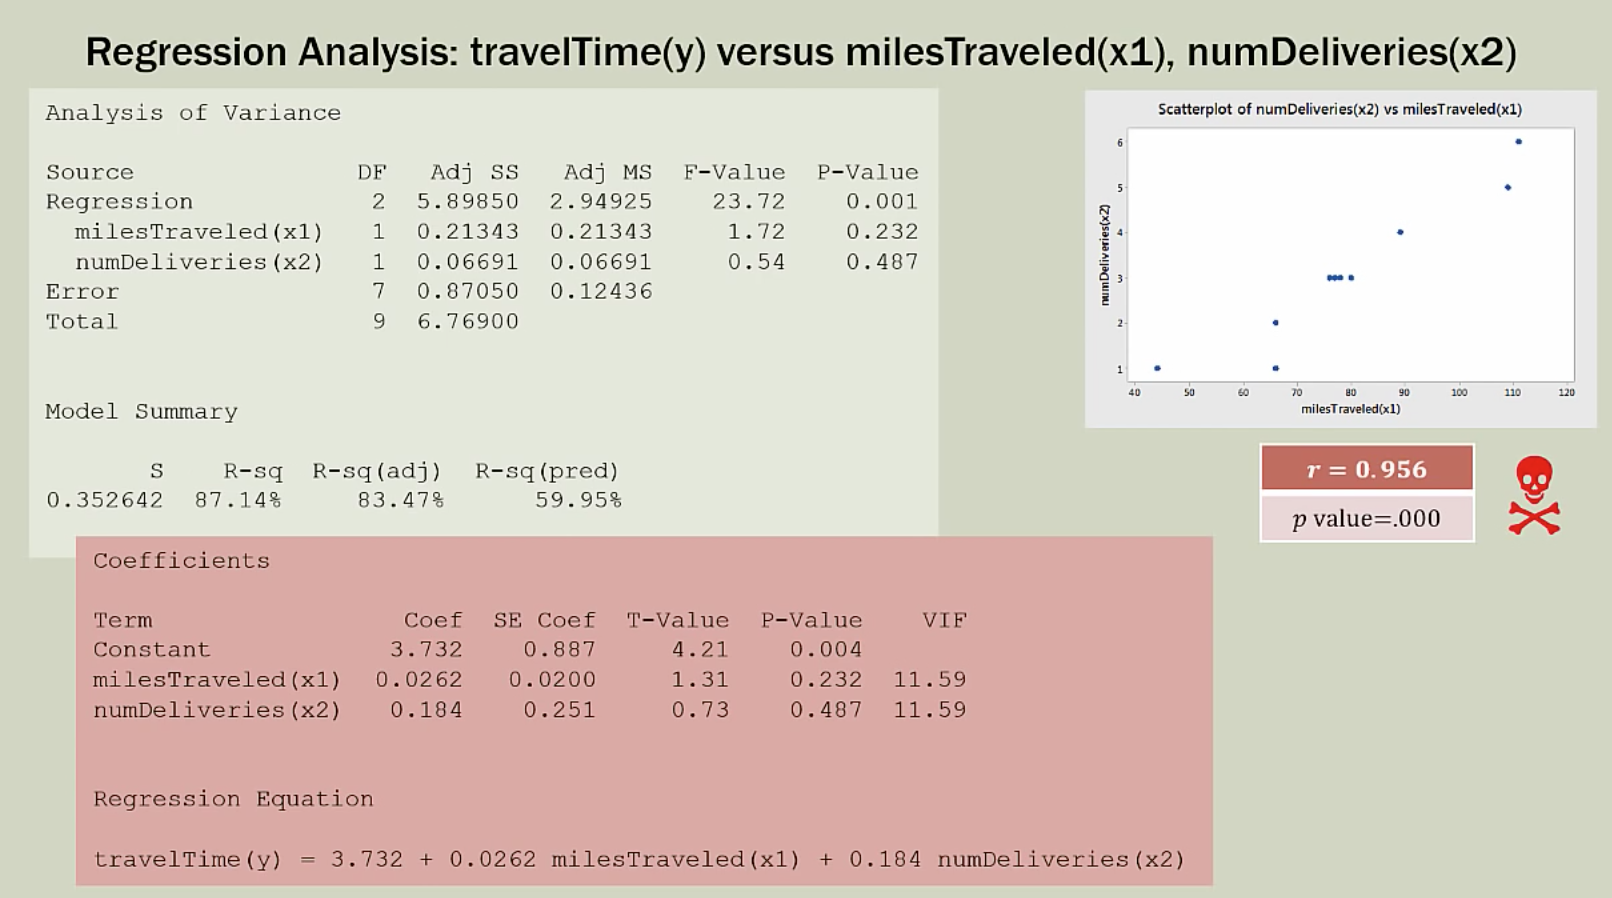 Regression Analysis: travelTime(y) versus milesTraveled(x1), numDeliveries(x2)
Analysis of Variance
Source DF Adj SS Adj MS F-Value P-Value
Regression 2 5.89850 2.94925 23.72 0.001
milesTraveled(x1) 1 0.21343 0.21343 1.72 0.232
numDeliveries(x2) 1 0.06691 0.06691 0.54 0.487
Error 7 0.87050 0.12436
Total 9 6.76900
Model Summary
S R-sq R-sq(adj) R-sq(pred)
0.352642 87.14% 83.47% 59.95%
Coefficients
Term Coef SE Coef T-Value P-Value VIF
Constant 3.732 0.887 4.21 0.004
milesTraveled(x1) 0.0262 0.0200 1.31 0.232 11.59
numDeliveries(x2) 0.184 0.251 0.73 0.487 11.59
Regression Equation
travelTime(y) = 3.732 + 0.0262 milesTraveled(x1) + 0.184 numDeliveries(x2)
Scatterplot of numDeliveries(x2) vs milesTraveled(x1)
numDeliveries(x2)
6
5
4
3
2
1
40 50 60 70 80 90 100 110 120
milesTraveled(x1)
r = 0.956
p value=.000